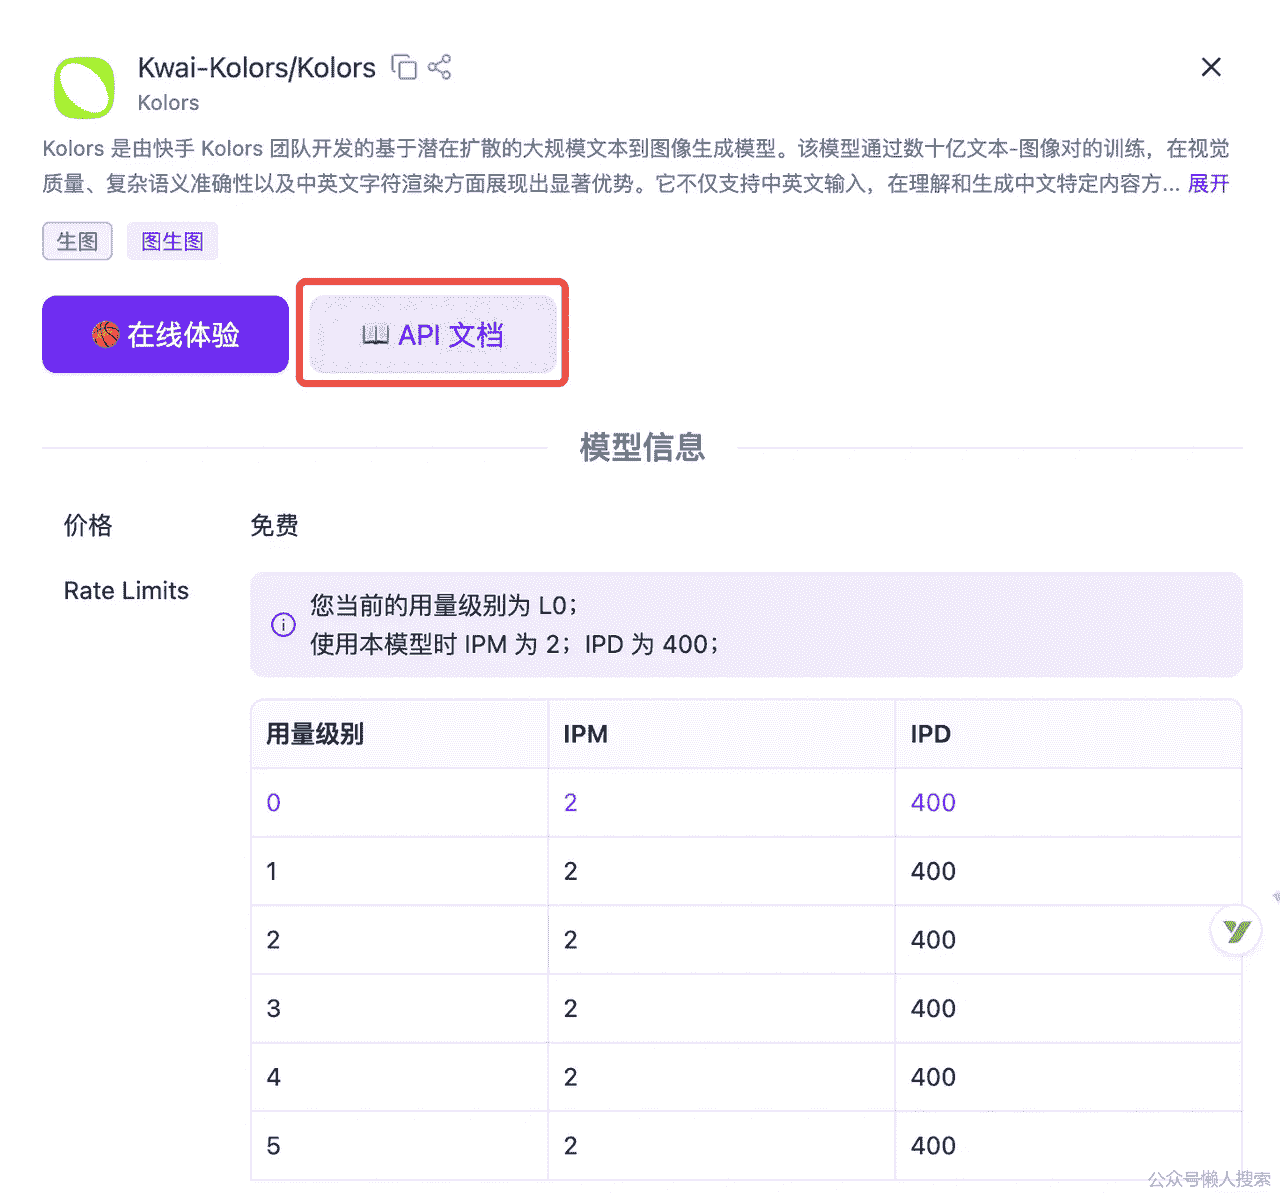 Kwai-Kolors/Kolors
Kolors
Kolors 是由快手 Kolors 团队开发的基于潜在扩散的大规模文本到图像生成模型。该模型通过数十亿文本-图像对的训练，在视觉
质量、复杂语义准确性以及中英文字符渲染方面展现出显著优势。它不仅支持中英文输入，在理解和生成中文特定内容方... 展开
生图 图生图
在线体验 API 文档
模型信息
价格 免费
Rate Limits
您当前的用量级别为 L0；
使用本模型时 IPM 为 2；IPD 为 400；
用量级别 IPM IPD
0 2 400
1 2 400
2 2 400
3 2 400
4 2 400
5 2 400
公众号懒人搜索